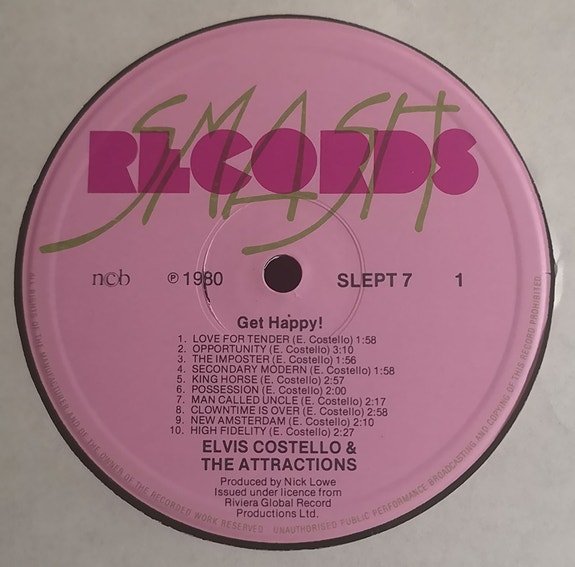 SMASH
RECORDS
ncb ℗ 1980 SLEPT 7 1
Get Happy!
1. LOVE FOR TENDER (E. Costello) 1:58
2. OPPORTUNITY (E. Costello) 3:10
3. THE IMPOSTER (E. Costello) 1:56
4. SECONDARY MODERN (E. Costello) 1:58
5. KING HORSE (E. Costello) 2:57
6. POSSESSION (E. Costello) 2:00
7. MAN CALLED UNCLE (E. Costello) 2:17
8. CLOWNTIME IS OVER (E. Costello) 2:58
9. NEW AMSTERDAM (E. Costello) 2:10
10. HIGH FIDELITY (E. Costello) 2:27
ELVIS COSTELLO &
THE ATTRACTIONS
Produced by Nick Lowe
Issued under licence from
Riviera Global Record
Productions Ltd.
ALL RIGHTS OF THE MANUFACTURER AND OF THE OWNER OF THE RECORDED WORK RESERVED UNAUTHORISED PUBLIC PERFORMANCE BROADCASTING AND COPYING OF THIS RECORD PROHIBITED